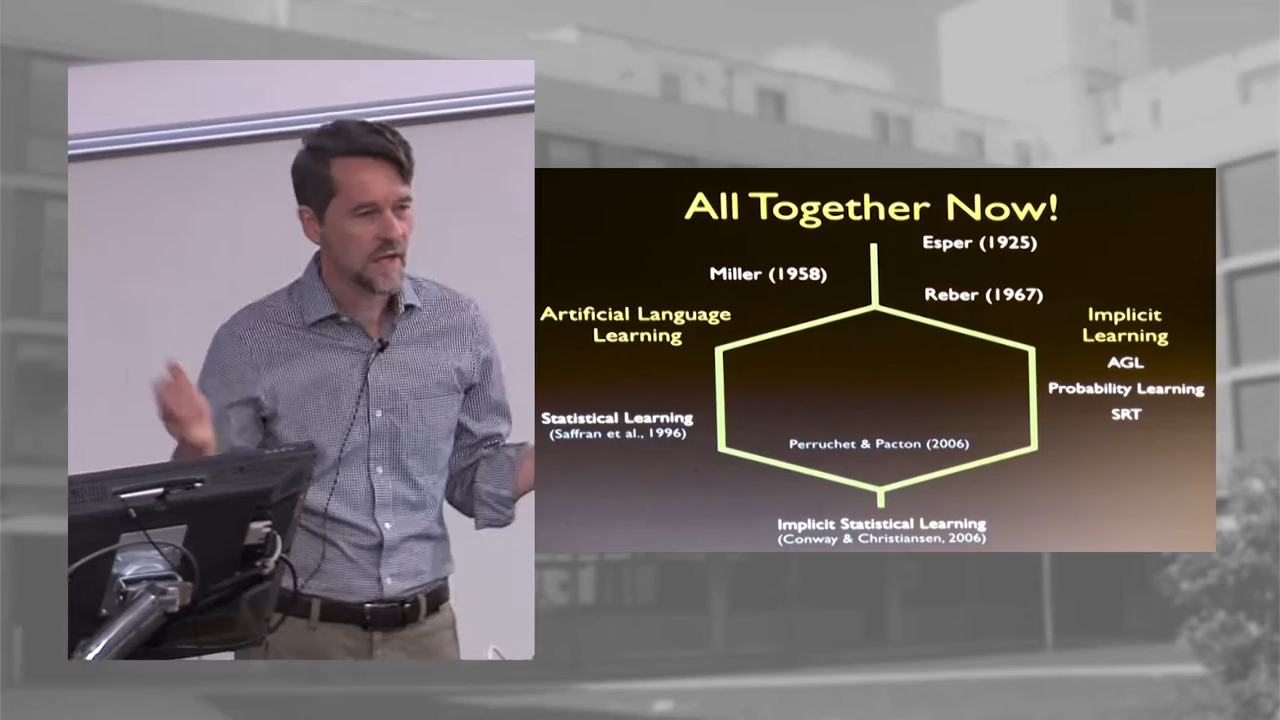 All Together Now!
Esper (1925)
Miller (1958)
Reber (1967)
Artificial Language
Learning
Implicit
Learning
AGL
Probability Learning
SRT
Statistical Learning
(Saffran et al., 1996)
Perruchet & Pacton (2006)
Implicit Statistical Learning
(Conway & Christiansen, 2006)